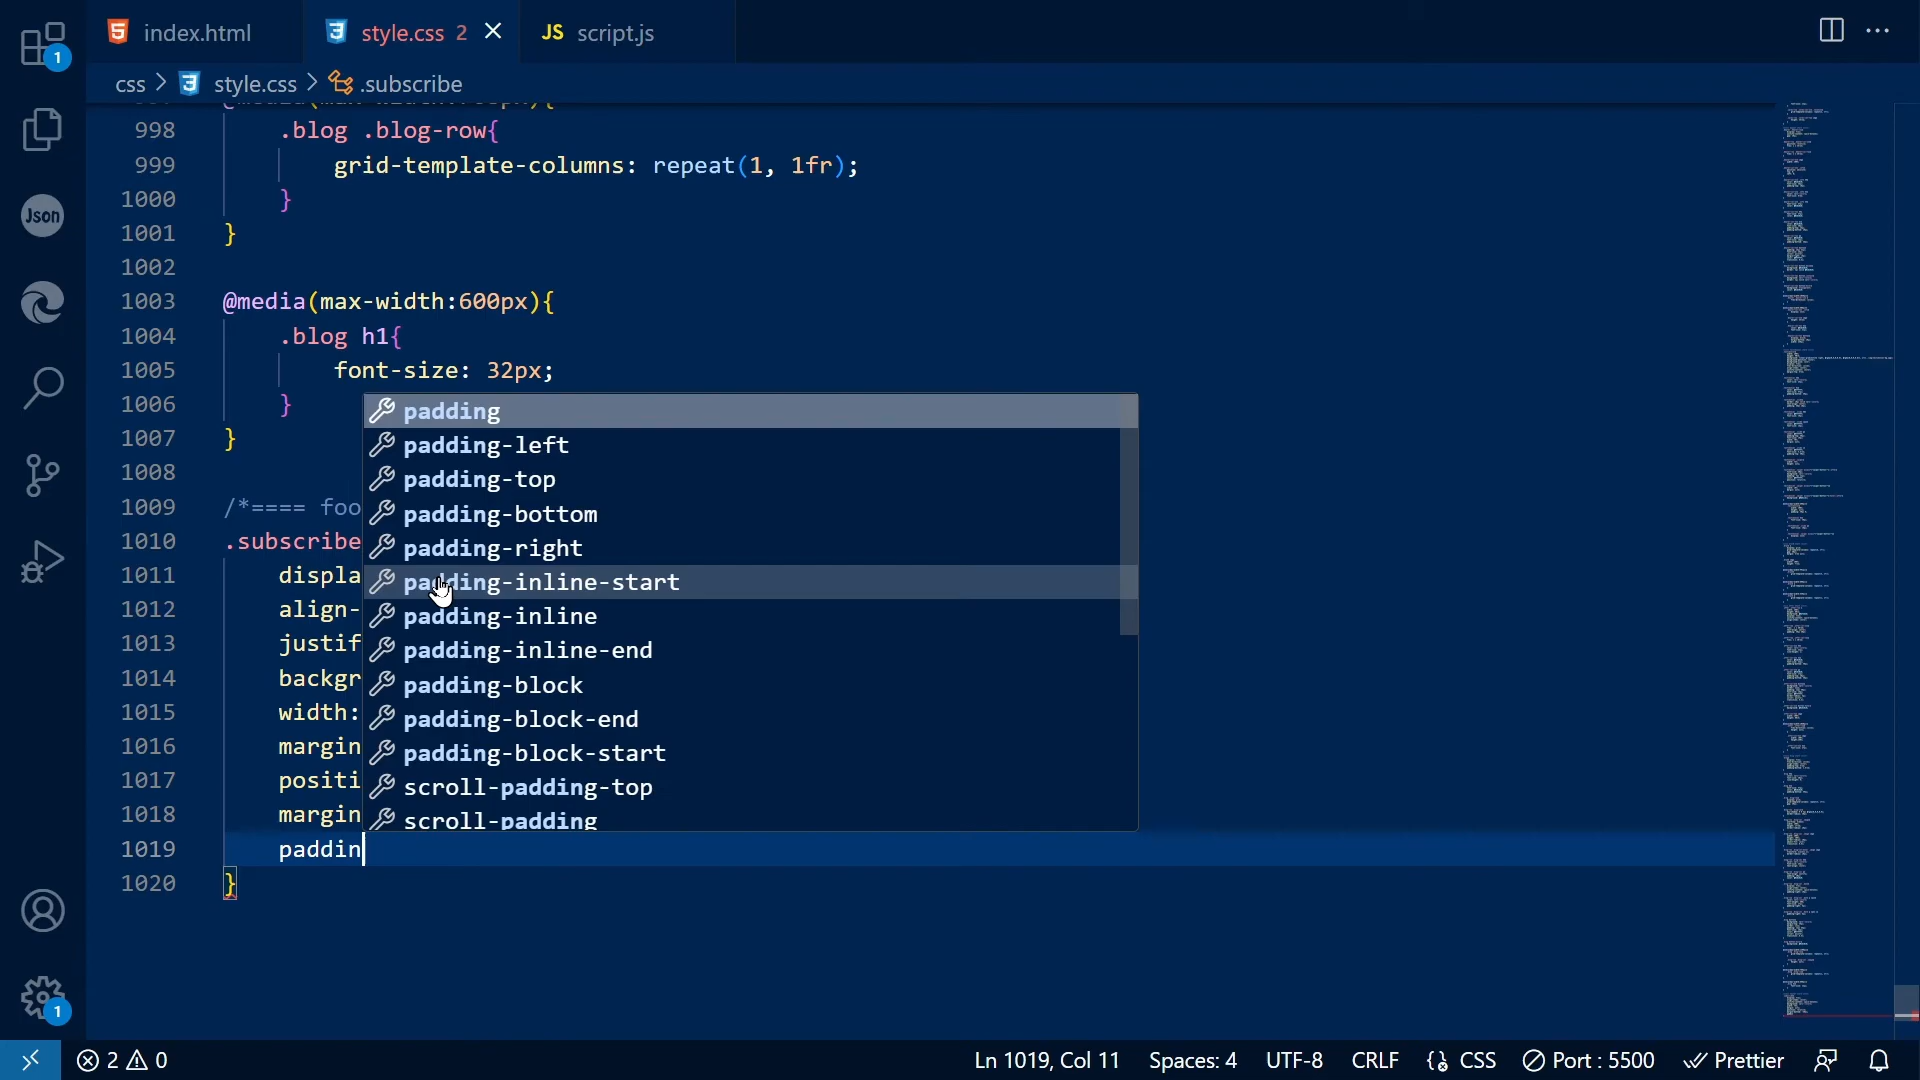 index.html
style.css 2
JS script.js
1
css > style.css > .subscribe
998 .blog .blog-row{
999 grid-template-columns: repeat(1, 1fr);
1000 }
Json
1001 }
1002
1003 @media(max-width:600px){
1004 .blog h1{
1005 font-size: 32px;
1006 }
1007 }
1008
1009 /*==== foo
1010 .subscribe
1011 displa
1012 align-
1013 justif
1014 backgr
1015 width:
1016 margin
1017 positi
1018 margin
1019 paddin
1020 }
padding
padding-left
padding-top
padding-bottom
padding-right
padding-inline-start
padding-inline
padding-inline-end
padding-block
padding-block-end
padding-block-start
scroll-padding-top
scroll-padding
1
2 0 Ln 1019, Col 11 Spaces: 4 UTF-8 CRLF CSS Port : 5500 Prettier